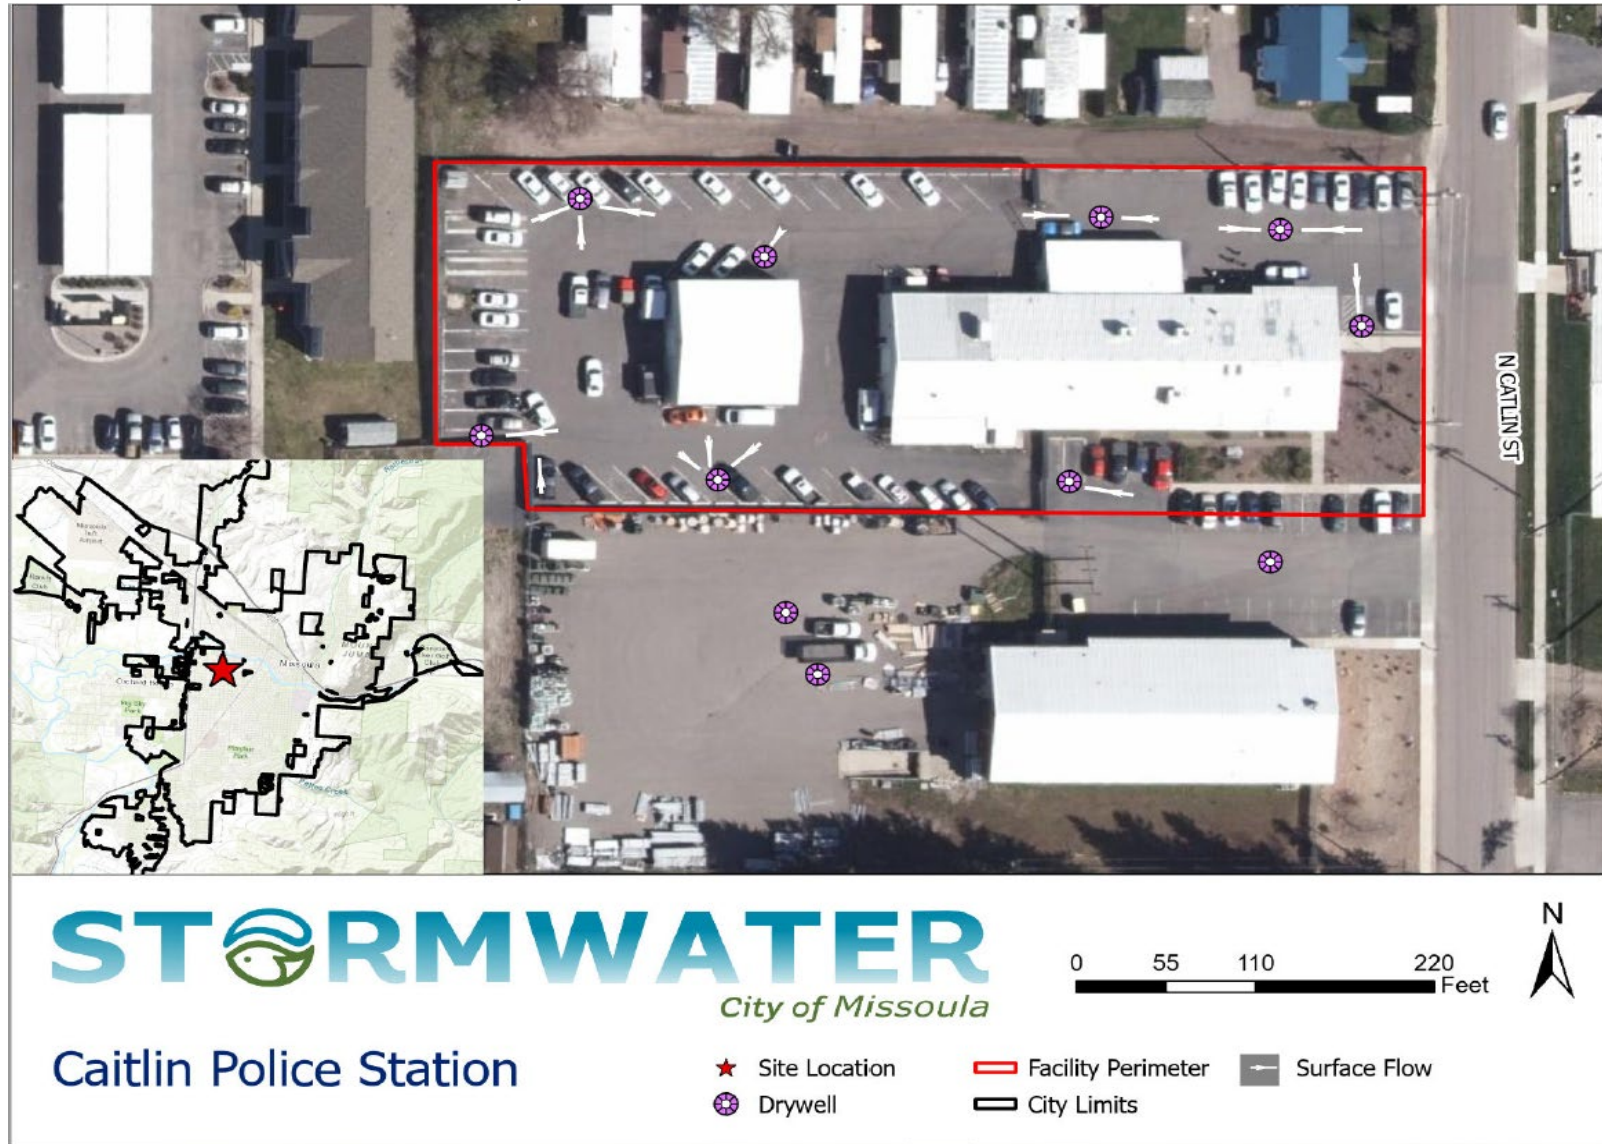 N CATLIN ST
Missoula
STORMWATER
City of Missoula
Caitlin Police Station
0 55 110 220
Feet
N
Site Location
Facility Perimeter
Surface Flow
Drywell
City Limits